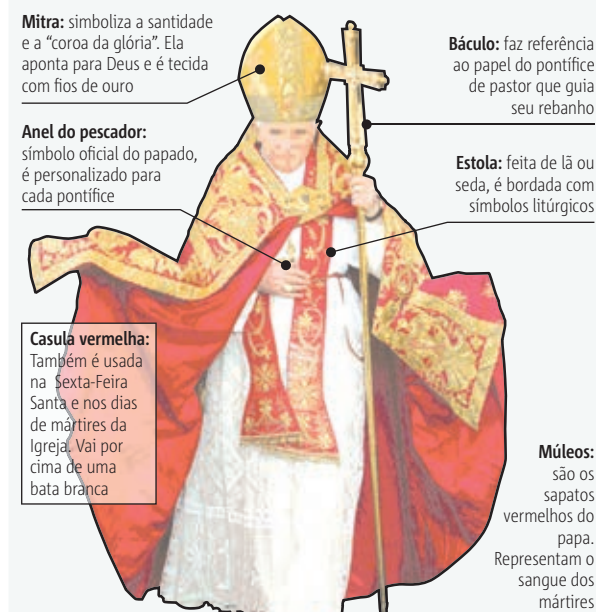 Mitra: simboliza a santidade
e a “coroa da glória”. Ela
aponta para Deus e é tecida
com fios de ouro
Báculo: faz referência
ao papel do pontífice
de pastor que guia
seu rebanho
Anel do pescador:
símbolo oficial do papado,
é personalizado para
cada pontífice
Estola: feita de lã ou
seda, é bordada com
símbolos litúrgicos
Casula vermelha:
Também é usada
na Sexta-Feira
Santa e nos dias
de mártires da
Igreja. Vai por
cima de uma
bata branca
Múleos:
são os
sapatos
vermelhos do
papa.
Representam o
sangue dos
mártires